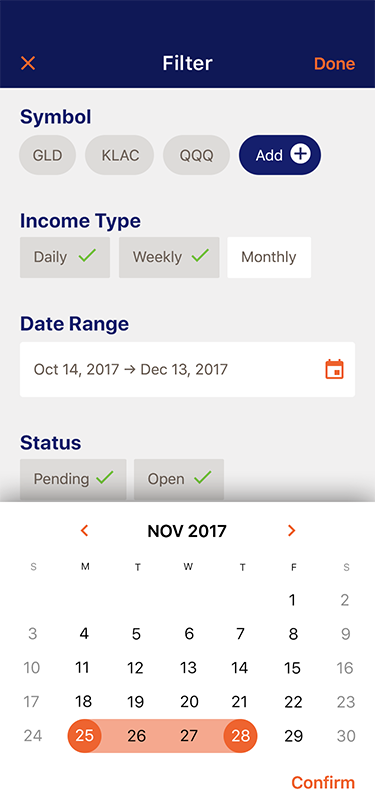 Filter Done
Symbol
GLD KLAC QQQ Add
Income Type
Daily Weekly Monthly
Date Range
Oct 14, 2017 → Dec 13, 2017
Status
Pending Open
NOV 2017
S M T W T F S
1 2
3 4 5 6 7 8 9
10 11 12 13 14 15 16
17 18 19 20 21 22 23
24 25 26 27 28 29 30
Confirm